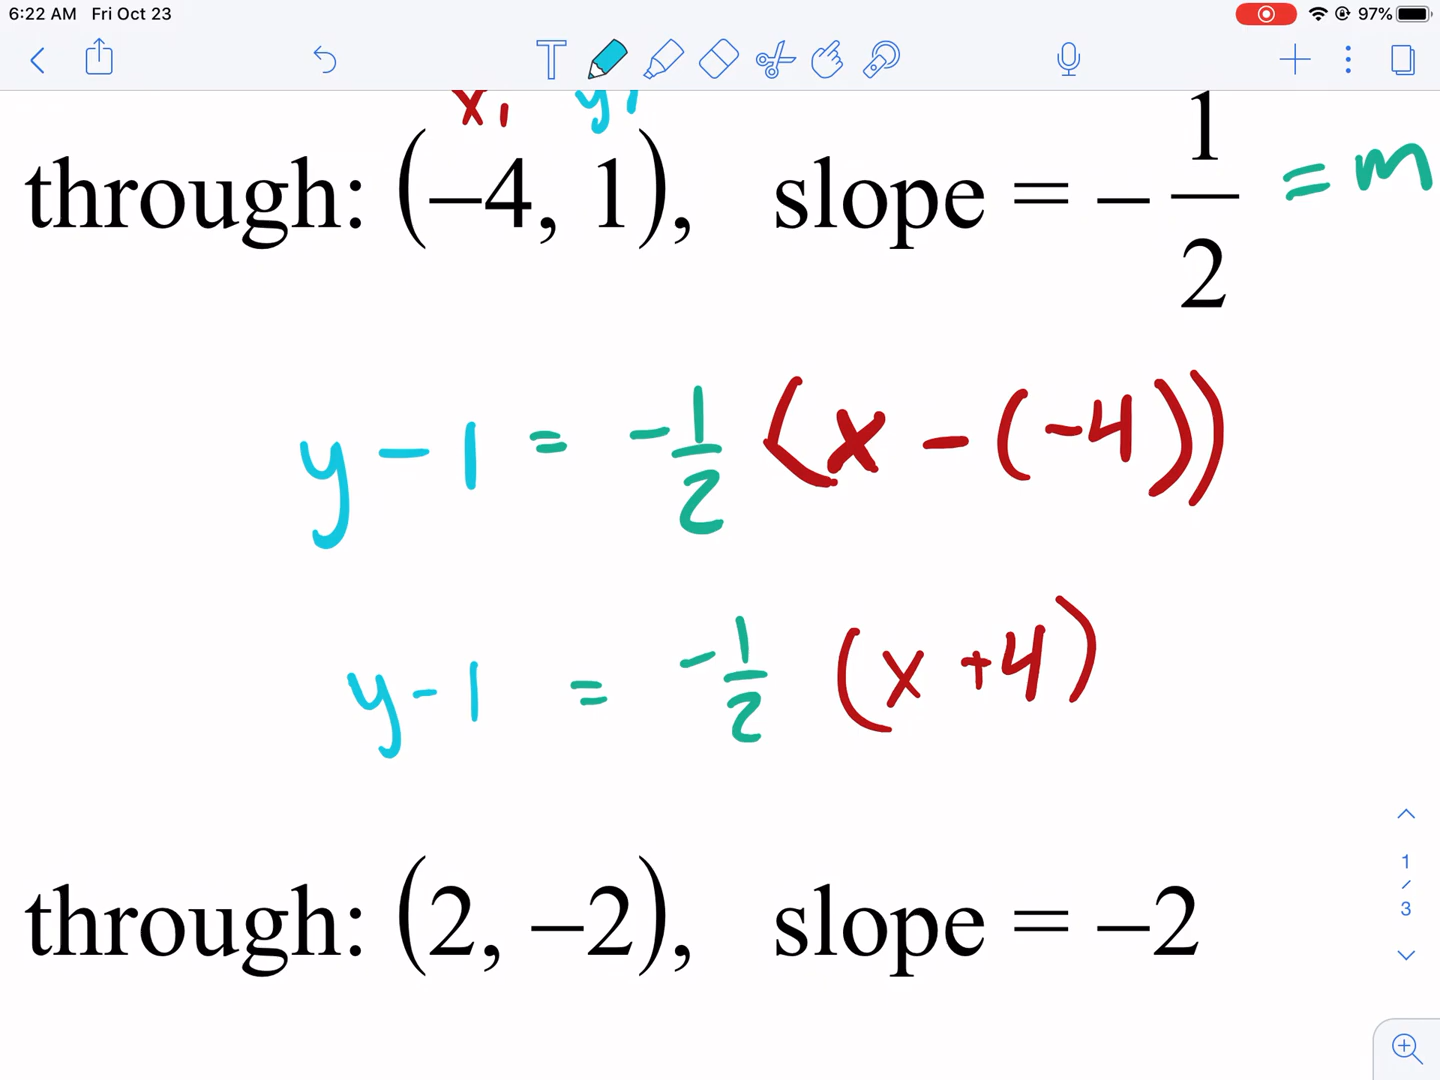 6:22 AM Fri Oct 23 97%
T
x₁ y₁
through: (−4, 1), slope = −1/2 = m
y − 1 = −1/2 (x − (−4))
y − 1 = −1/2 (x + 4)
through: (2, −2), slope = −2
1
/
3